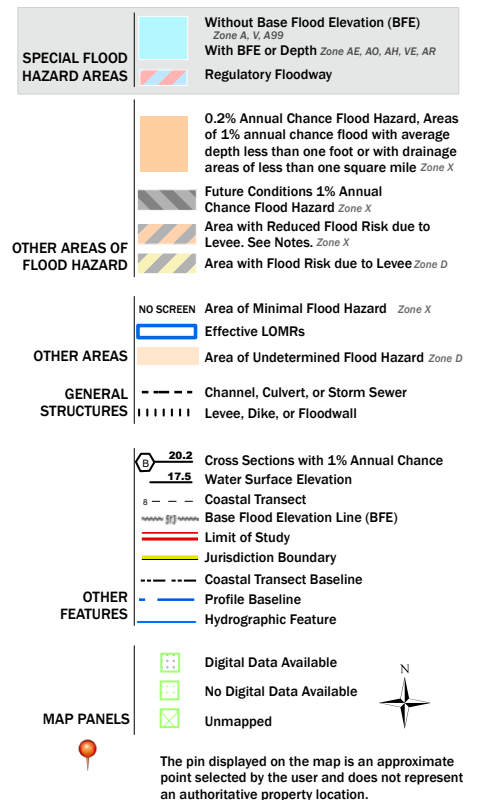 SPECIAL FLOOD
HAZARD AREAS
Without Base Flood Elevation (BFE)
Zone A, V, A99
With BFE or Depth Zone AE, AO, AH, VE, AR
Regulatory Floodway
OTHER AREAS OF
FLOOD HAZARD
0.2% Annual Chance Flood Hazard, Areas
of 1% annual chance flood with average
depth less than one foot or with drainage
areas of less than one square mile Zone X
Future Conditions 1% Annual
Chance Flood Hazard Zone X
Area with Reduced Flood Risk due to
Levee. See Notes. Zone X
Area with Flood Risk due to Levee Zone D
OTHER AREAS
NO SCREEN Area of Minimal Flood Hazard Zone X
Effective LOMRs
Area of Undetermined Flood Hazard Zone D
GENERAL
STRUCTURES
Channel, Culvert, or Storm Sewer
Levee, Dike, or Floodwall
OTHER
FEATURES
B 20.2 Cross Sections with 1% Annual Chance
17.5 Water Surface Elevation
8 Coastal Transect
Base Flood Elevation Line (BFE)
Limit of Study
Jurisdiction Boundary
Coastal Transect Baseline
Profile Baseline
Hydrographic Feature
MAP PANELS
Digital Data Available
No Digital Data Available
Unmapped
N
The pin displayed on the map is an approximate
point selected by the user and does not represent
an authoritative property location.